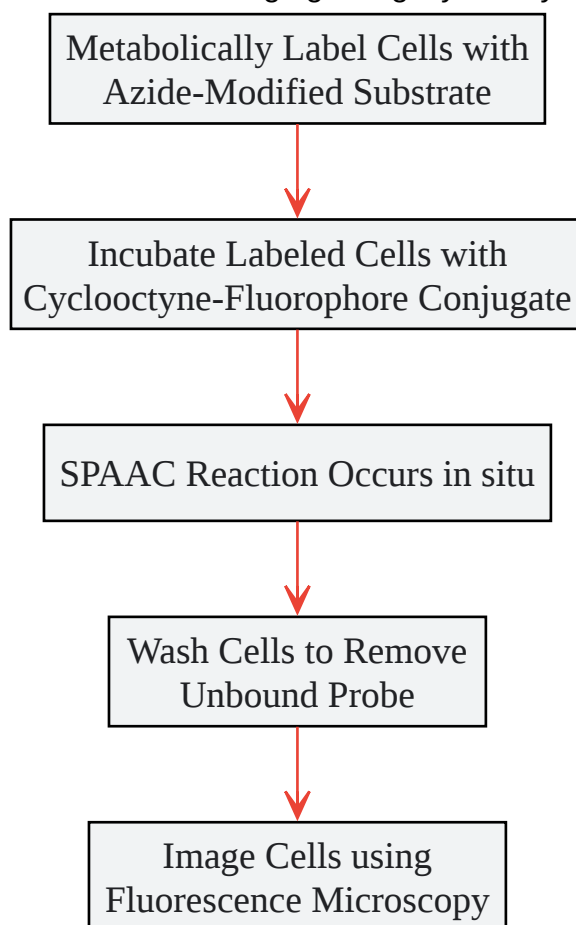 Metabolically Label Cells with
Azide-Modified Substrate
Incubate Labeled Cells with
Cyclooctyne-Fluorophore Conjugate
SPAAC Reaction Occurs in situ
Wash Cells to Remove
Unbound Probe
Image Cells using
Fluorescence Microscopy